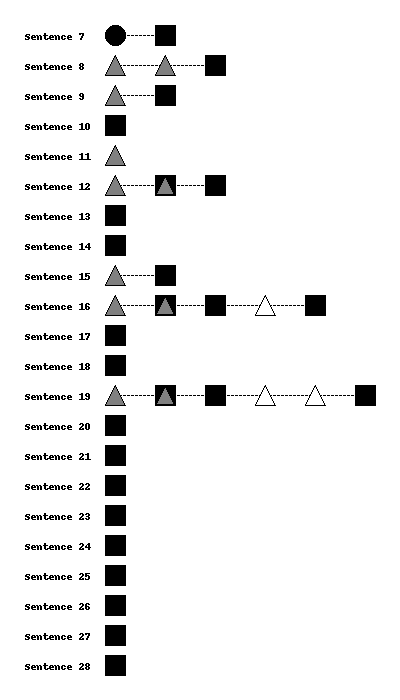 Sentence 7
Sentence 8
Sentence 9
Sentence 10
Sentence 11
Sentence 12
Sentence 13
Sentence 14
Sentence 15
Sentence 16
Sentence 17
Sentence 18
Sentence 19
Sentence 20
Sentence 21
Sentence 22
Sentence 23
Sentence 24
Sentence 25
Sentence 26
Sentence 27
Sentence 28